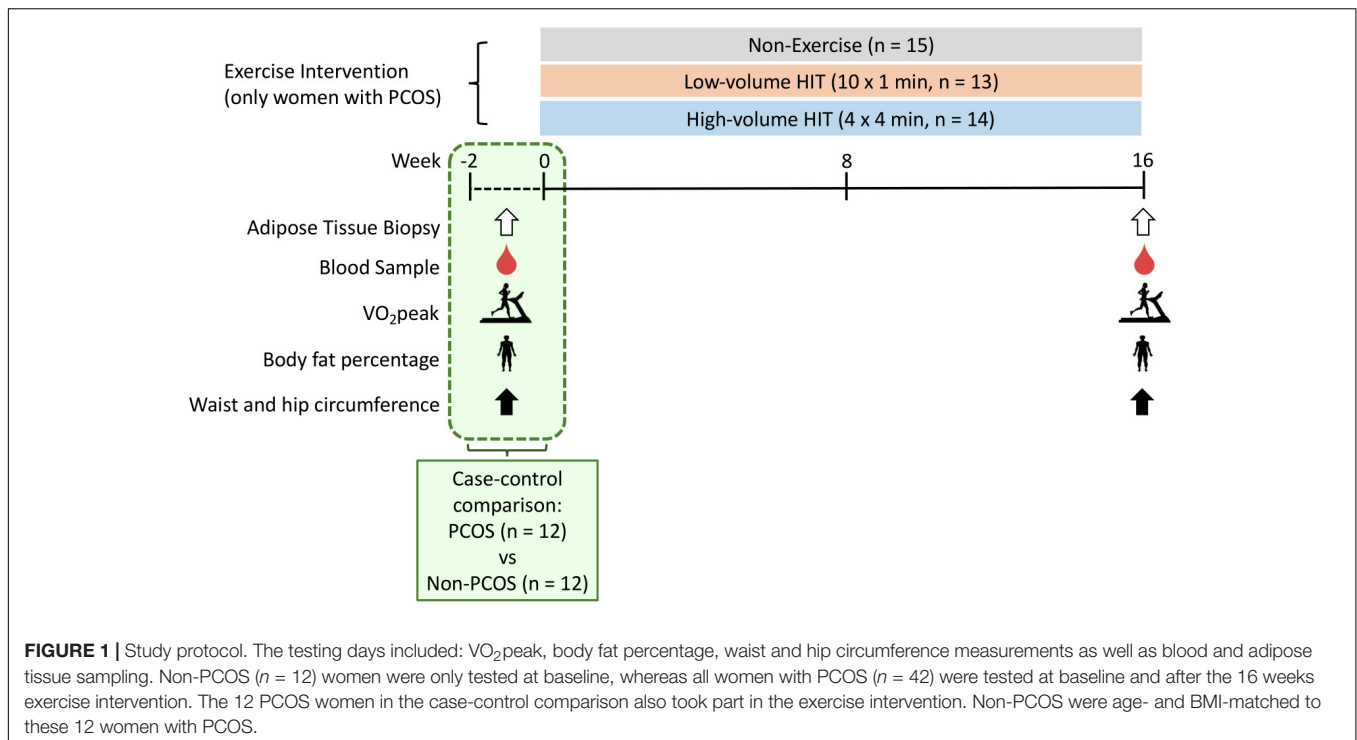 Non-Exercise (n = 15)
Exercise Intervention
(only women with PCOS)
Low-volume HIT (10 x 1 min, n = 13)
High-volume HIT (4 x 4 min, n = 14)
Week -2 0 8 16
Adipose Tissue Biopsy
Blood Sample
VO₂peak
Body fat percentage
Waist and hip circumference
Case-control
comparison:
PCOS (n = 12)
vs
Non-PCOS (n = 12)
FIGURE 1 | Study protocol. The testing days included: VO₂peak, body fat percentage, waist and hip circumference measurements as well as blood and adipose
tissue sampling. Non-PCOS (n = 12) women were only tested at baseline, whereas all women with PCOS (n = 42) were tested at baseline and after the 16 weeks
exercise intervention. The 12 PCOS women in the case-control comparison also took part in the exercise intervention. Non-PCOS were age- and BMI-matched to
these 12 women with PCOS.